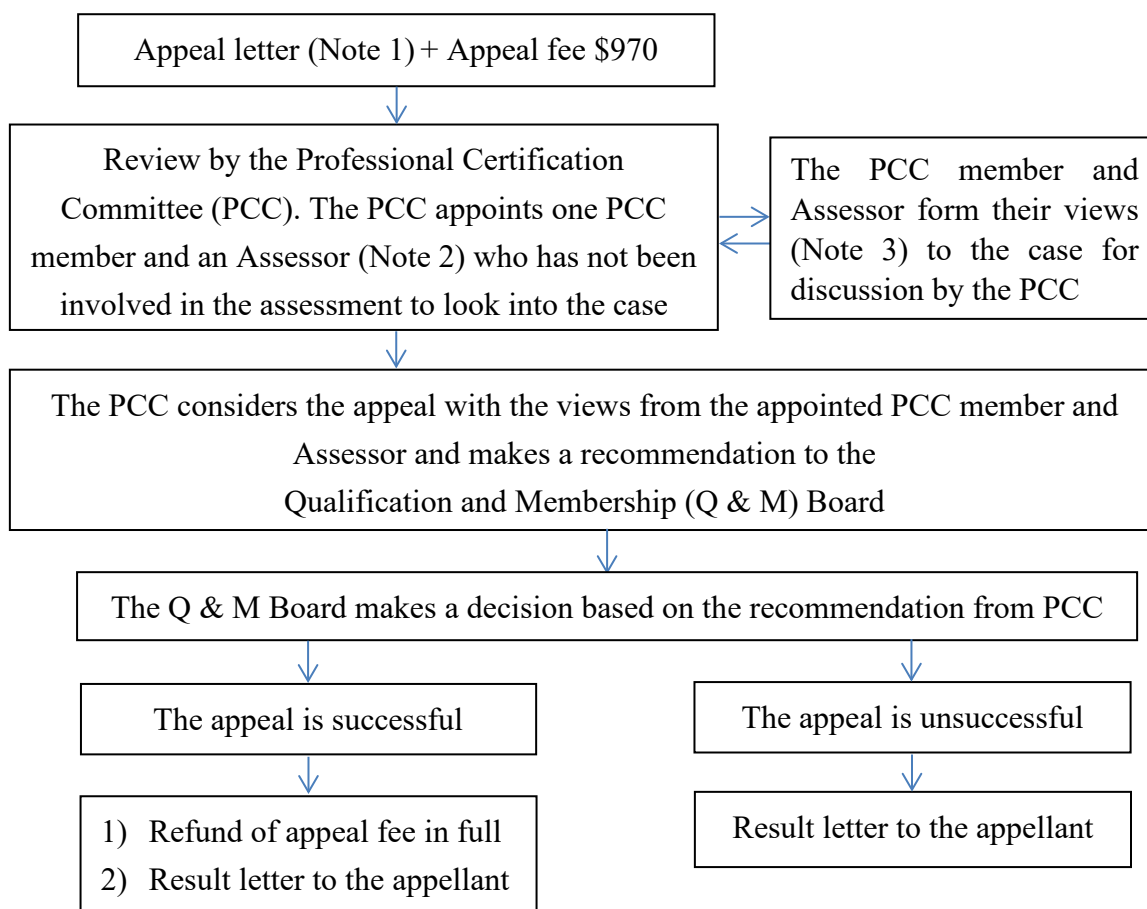 Appeal letter (Note 1) + Appeal fee $970
Review by the Professional Certification
Committee (PCC). The PCC appoints one PCC
member and an Assessor (Note 2) who has not been
involved in the assessment to look into the case
The PCC member and
Assessor form their views
(Note 3) to the case for
discussion by the PCC
The PCC considers the appeal with the views from the appointed PCC member and
Assessor and makes a recommendation to the
Qualification and Membership (Q & M) Board
The Q & M Board makes a decision based on the recommendation from PCC
The appeal is successful
The appeal is unsuccessful
1) Refund of appeal fee in full
2) Result letter to the appellant
Result letter to the appellant